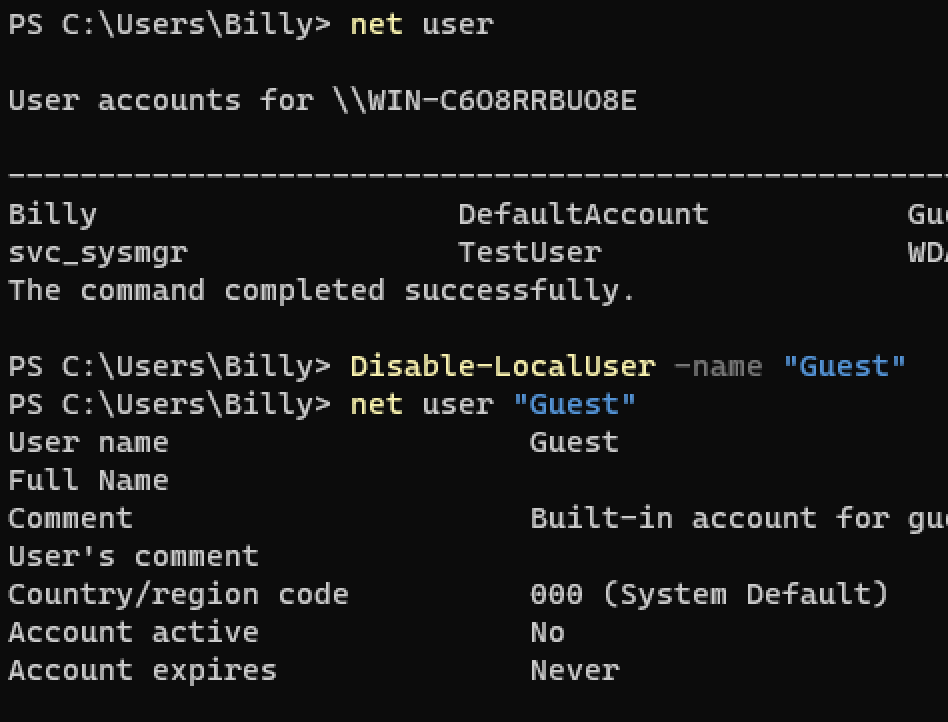 PS C:\Users\Billy> net user
User accounts for \\WIN-C6O8RRBUO8E
-------------------------------------------------------
Billy DefaultAccount Gue
svc_sysmgr TestUser WDA
The command completed successfully.
PS C:\Users\Billy> Disable-LocalUser -name "Guest"
PS C:\Users\Billy> net user "Guest"
User name Guest
Full Name
Comment Built-in account for gue
User's comment
Country/region code 000 (System Default)
Account active No
Account expires Never